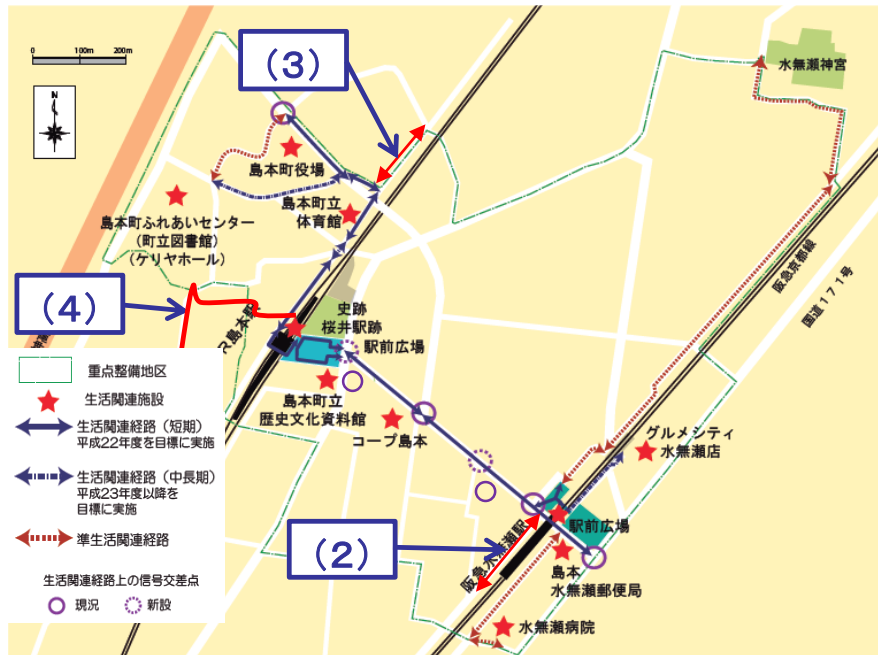 0
100m
200m
N
(3)
水無瀬神宮
島本町役場
島本町立
体育館
島本町ふれあいセンター
(町立図書館)
(ケリヤホール)
阪急京都線
国道171号
(4)
R島本駅
史跡
桜井駅跡
駅前広場
島本町立
歴史文化資料館
コープ島本
グルメシティ
水無瀬店
(2)
阪急水無瀬駅
駅前広場
島本
水無瀬郵便局
水無瀬病院
重点整備地区
生活関連施設
生活関連経路(短期)
平成22年度を目標に実施
生活関連経路(中長期)
平成23年度以降を
目標に実施
準生活関連経路
生活関連経路上の信号交差点
現況
新設